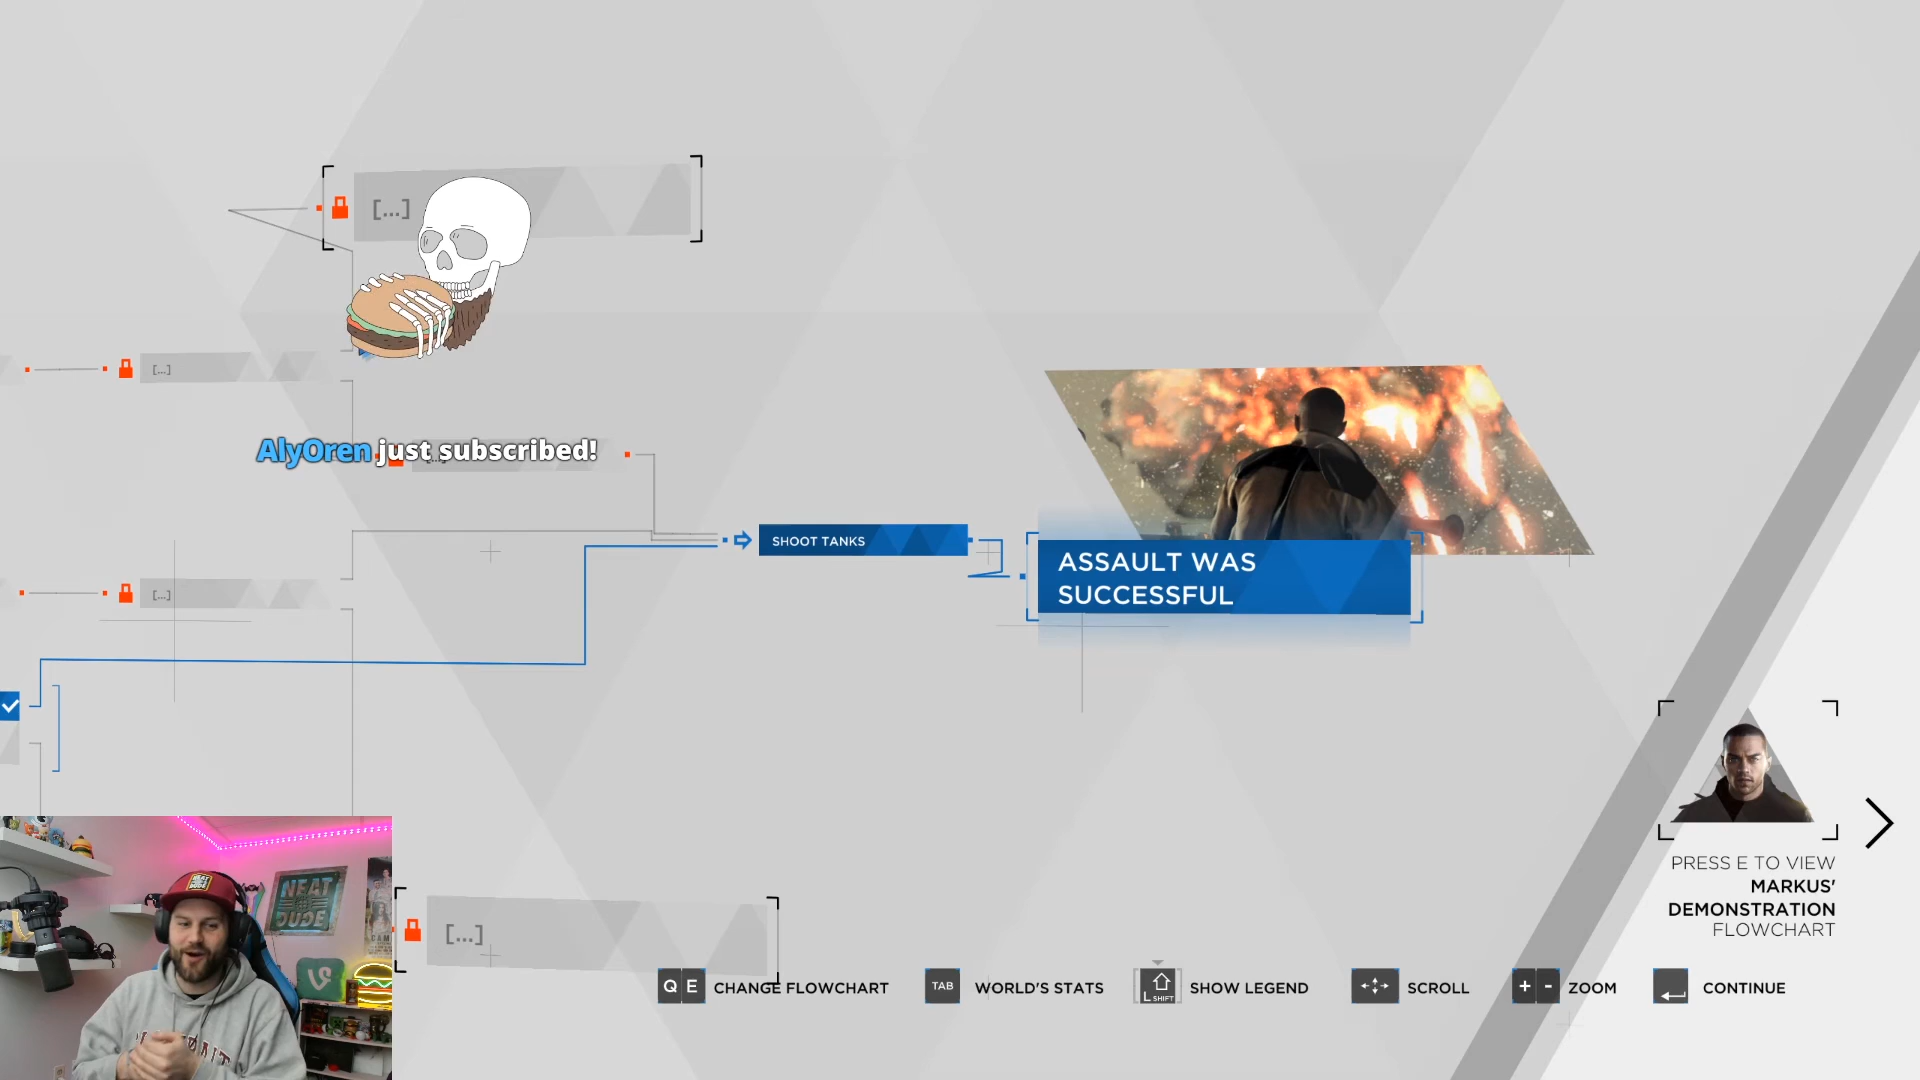 [...]
[...]
AlyOren just subscribed!
SHOOT TANKS
ASSAULT WAS
SUCCESSFUL
[...]
[...]
NEAT
DUDE
PRESS E TO VIEW
MARKUS'
DEMONSTRATION
FLOWCHART
Q E CHANGE FLOWCHART
TAB WORLD'S STATS
L SHIFT SHOW LEGEND
SCROLL
+ - ZOOM
CONTINUE